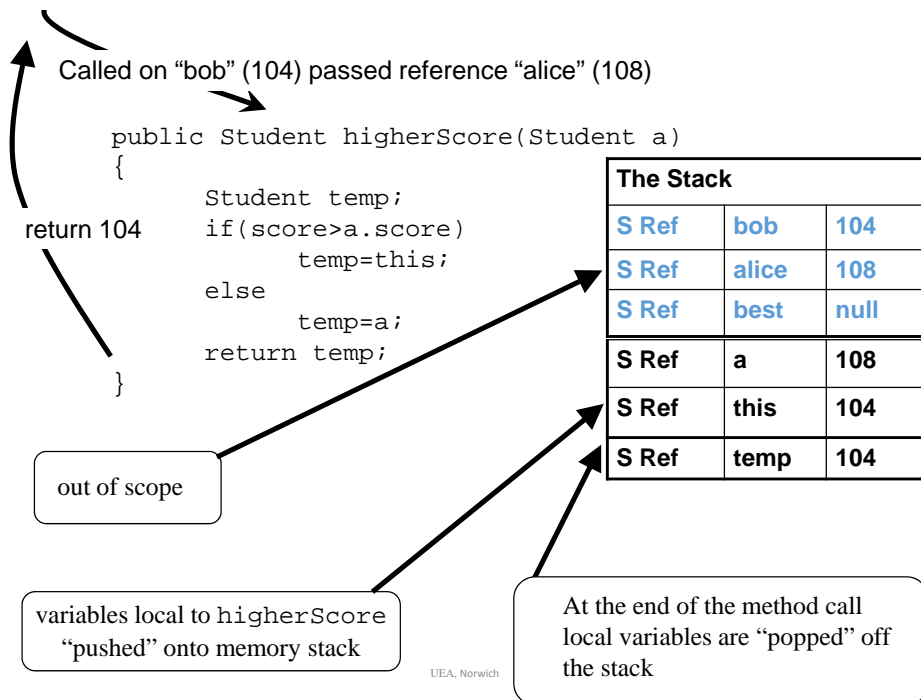 Called on “bob” (104) passed reference “alice” (108)
public Student higherScore(Student a)
{
Student temp;
if(score>a.score)
temp=this;
else
temp=a;
return temp;
}
return 104
The Stack
S Ref bob 104
S Ref alice 108
S Ref best null
S Ref a 108
S Ref this 104
S Ref temp 104
out of scope
variables local to higherScore
“pushed” onto memory stack
At the end of the method call
local variables are “popped” off
the stack
UEA, Norwich